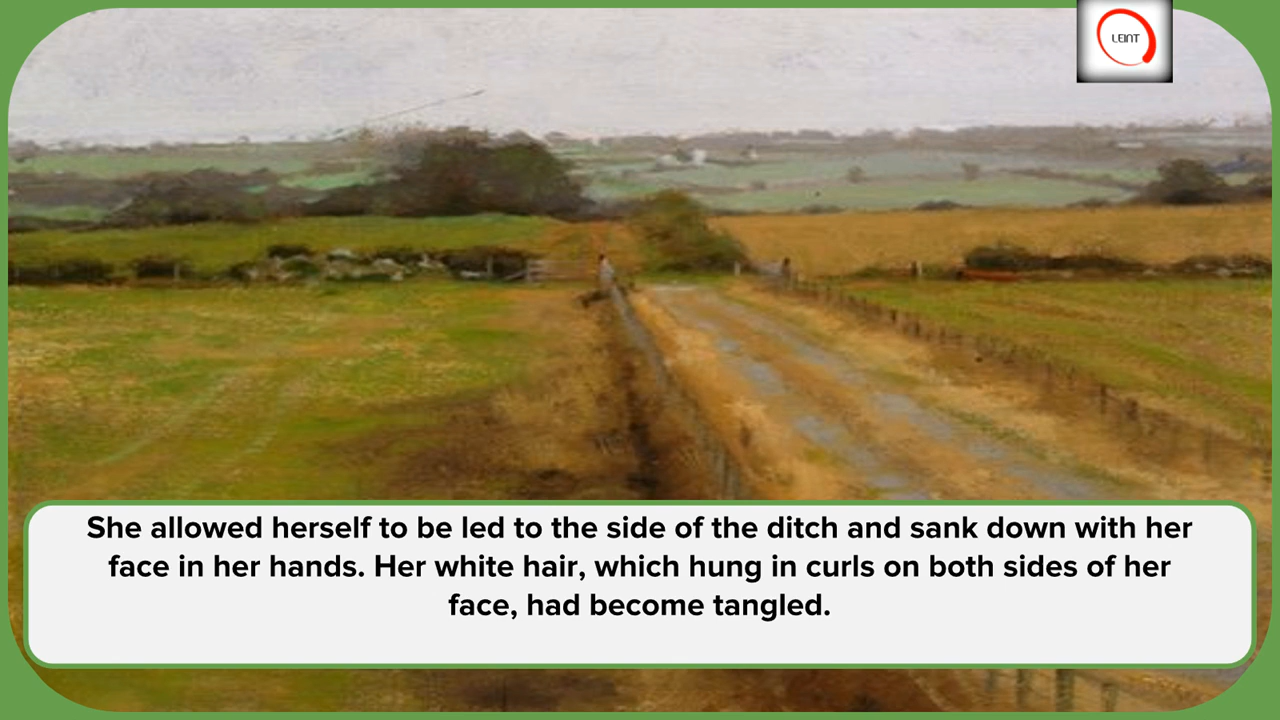 LEINT
She allowed herself to be led to the side of the ditch and sank down with her
face in her hands. Her white hair, which hung in curls on both sides of her
face, had become tangled.